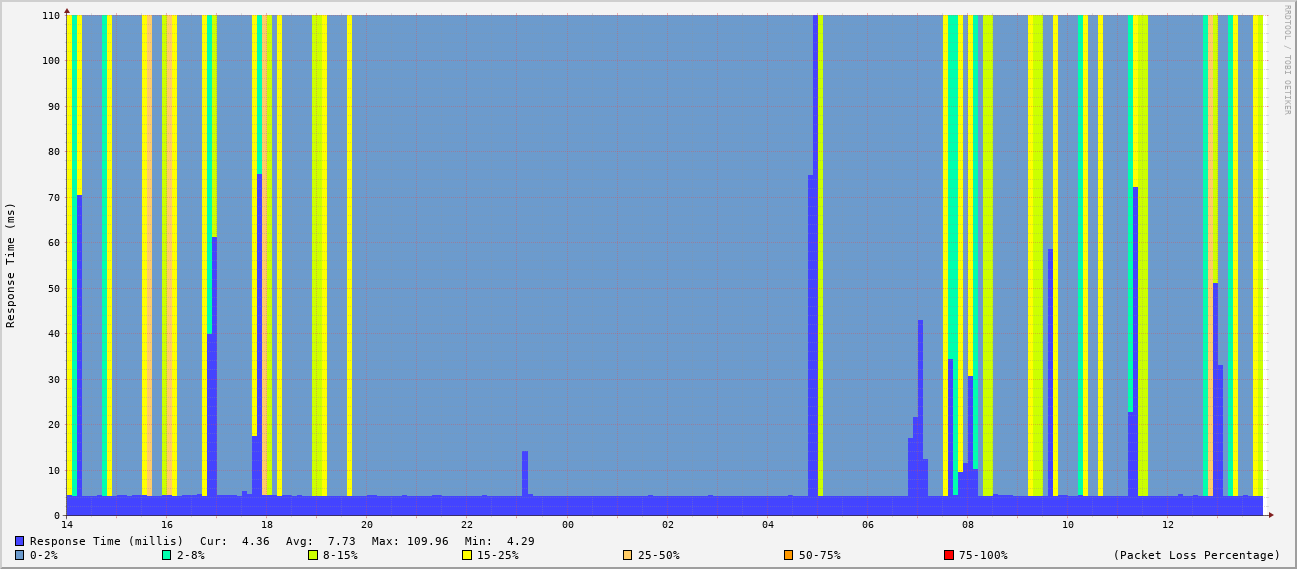 RRDTOOL / TOBI OETIKER
Response Time (ms)
110
100
90
80
70
60
50
40
30
20
10
0
14 16 18 20 22 00 02 04 06 08 10 12
Response Time (millis) Cur: 4.36 Avg: 7.73 Max: 109.96 Min: 4.29
0-2% 2-8% 8-15% 15-25% 25-50% 50-75% 75-100% (Packet Loss Percentage)